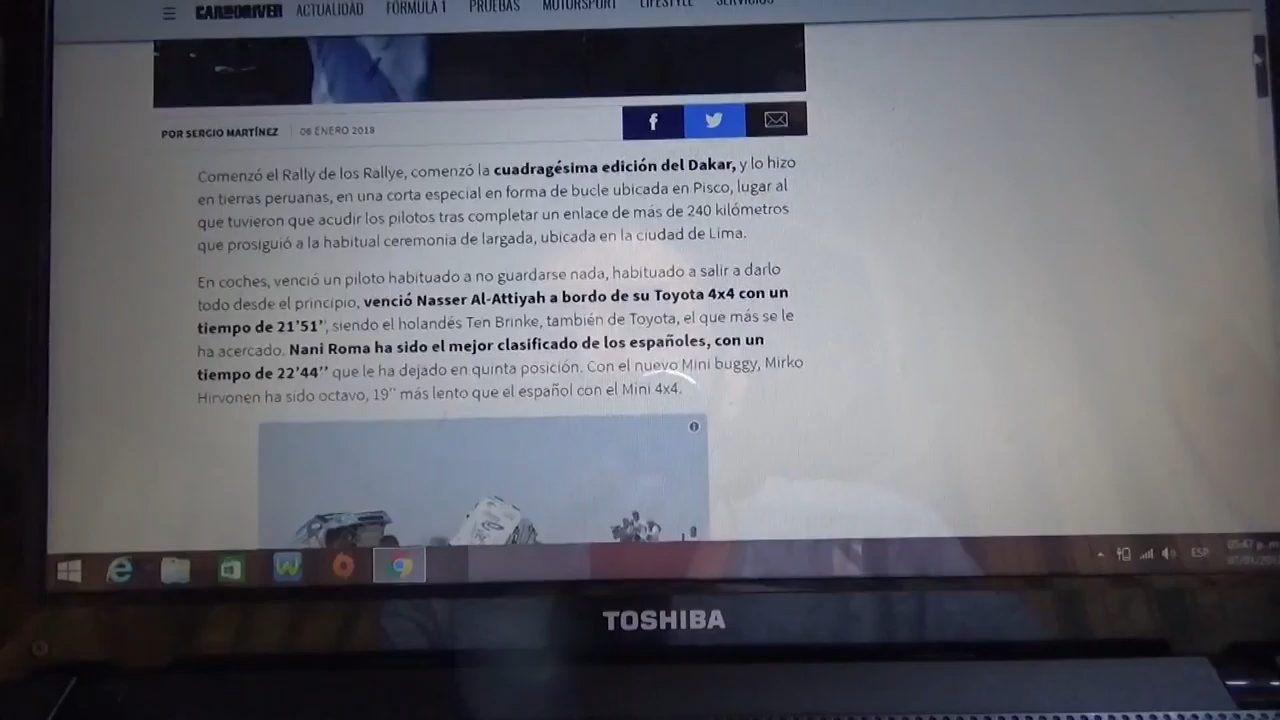 CAR AND DRIVER ACTUALIDAD FÓRMULA 1 PRUEBAS MOTORSPORT LIFESTYLE SERVICIOS
POR SERGIO MARTÍNEZ 06 ENERO 2018
Comenzó el Rally de los Rallye, comenzó la cuadragésima edición del Dakar, y lo hizo
en tierras peruanas, en una corta especial en forma de bucle ubicada en Pisco, lugar al
que tuvieron que acudir los pilotos tras completar un enlace de más de 240 kilómetros
que prosiguió a la habitual ceremonia de largada, ubicada en la ciudad de Lima.
En coches, venció un piloto habituado a no guardarse nada, habituado a salir a darlo
todo desde el principio, venció Nasser Al-Attiyah a bordo de su Toyota 4x4 con un
tiempo de 21'51'', siendo el holandés Ten Brinke, también de Toyota, el que más se le
ha acercado. Nani Roma ha sido el mejor clasificado de los españoles, con un
tiempo de 22'44'' que le ha dejado en quinta posición. Con el nuevo Mini buggy, Mirko
Hirvonen ha sido octavo, 19'' más lento que el español con el Mini 4x4.
ESP 05:47 p.
TOSHIBA